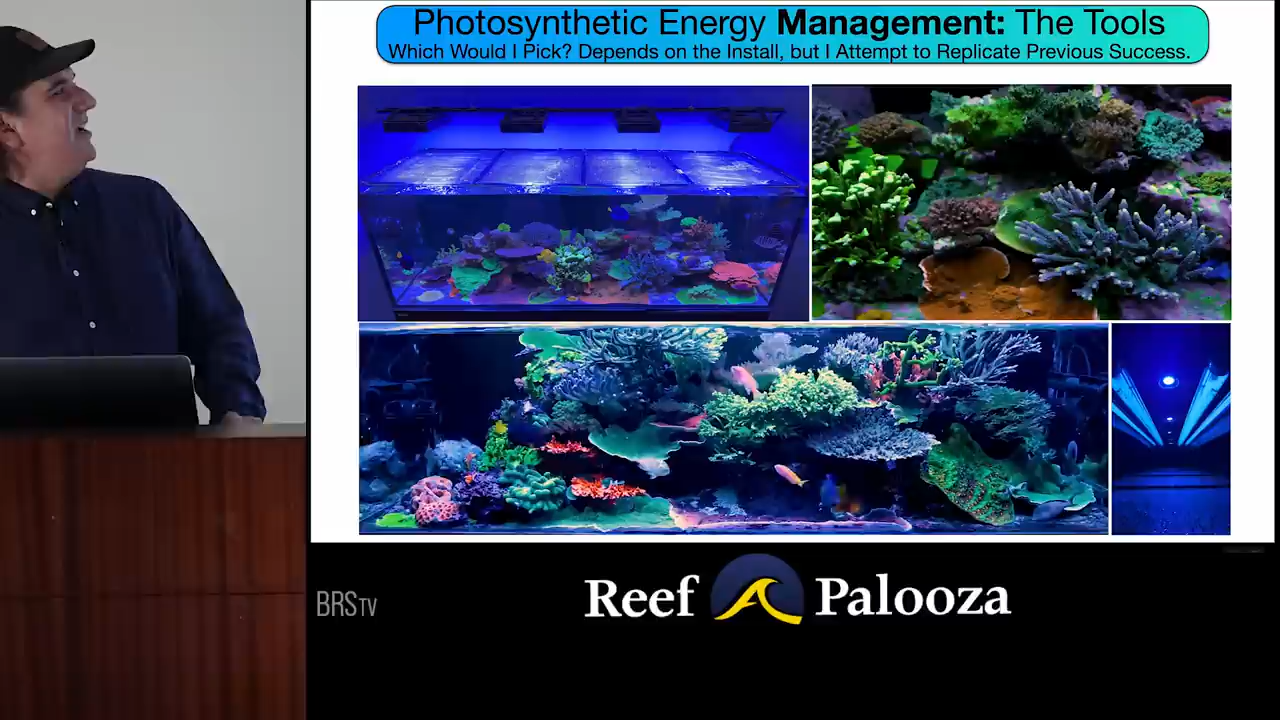 Photosynthetic Energy Management: The Tools
Which Would I Pick? Depends on the Install, but I Attempt to Replicate Previous Success.
BRSTV
Reef Palooza